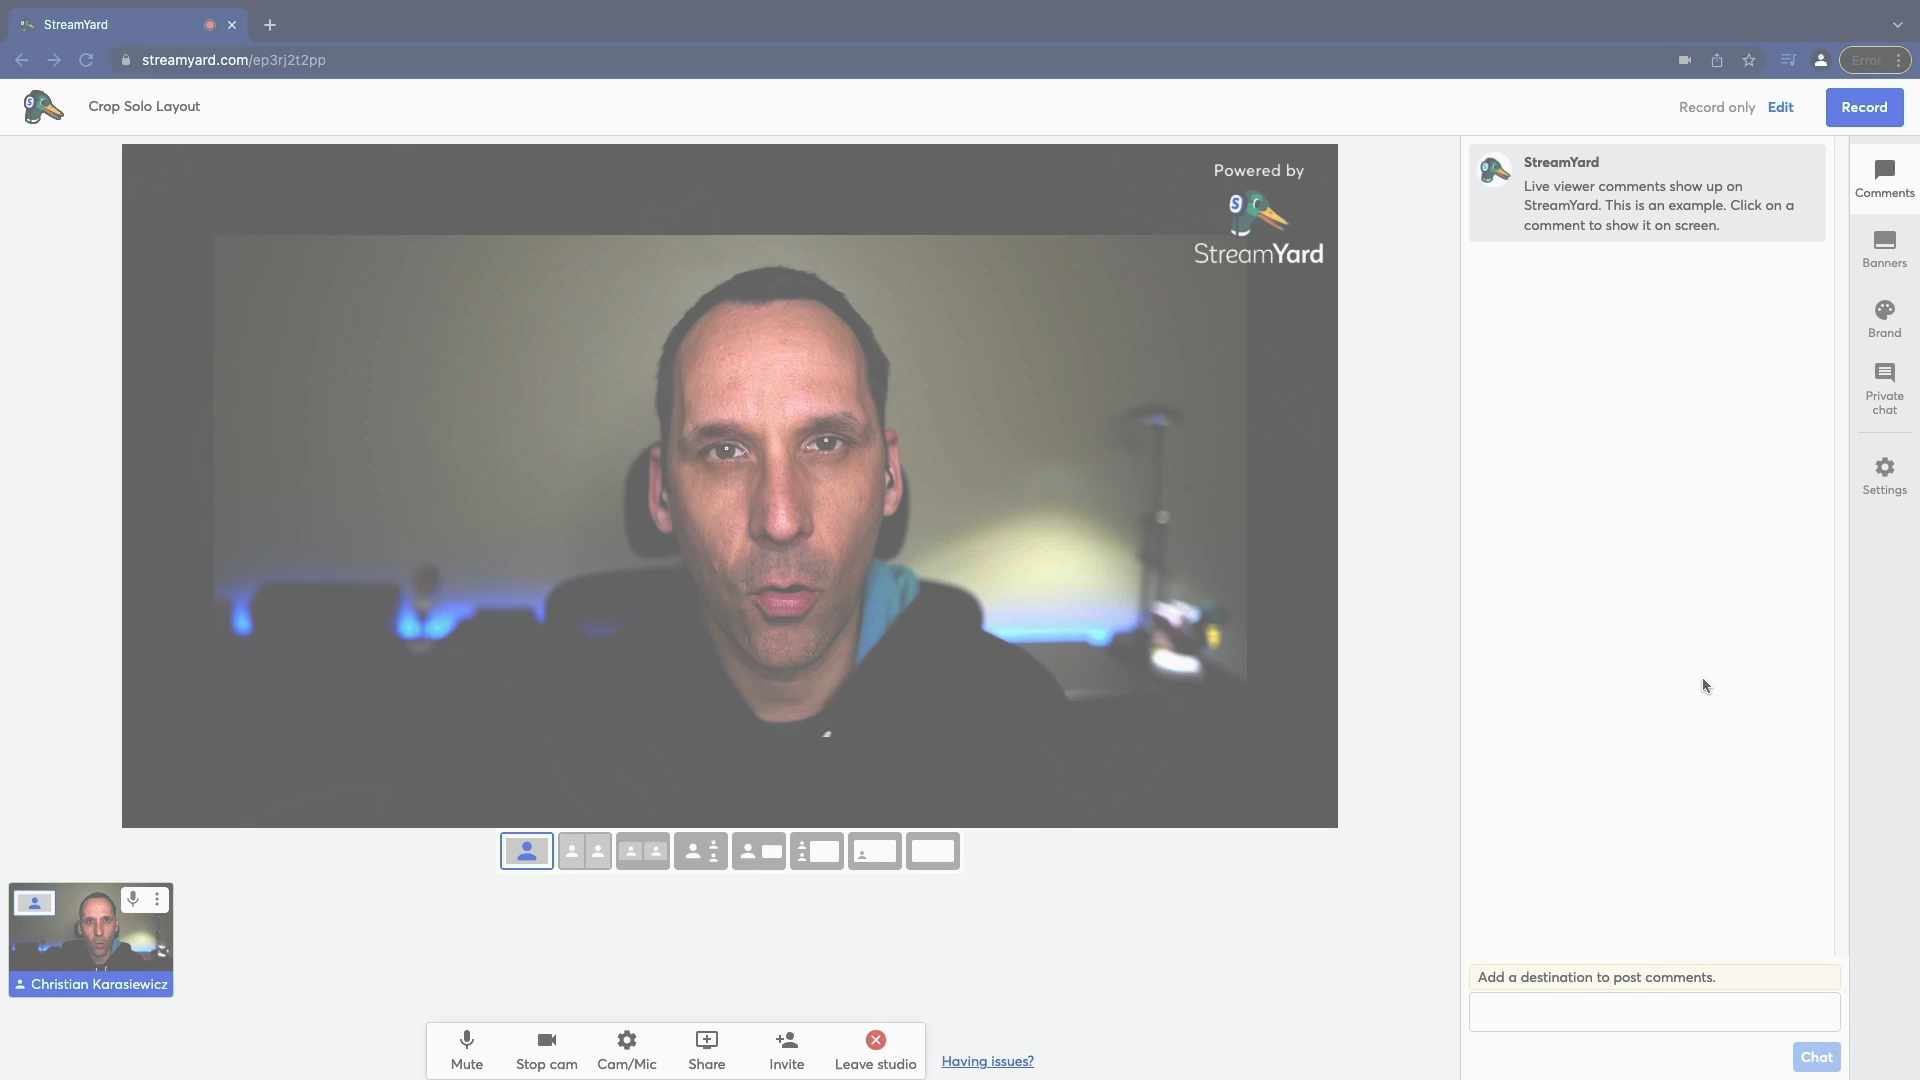 StreamYard
streamyard.com/ep3rj2t2pp
Error
Crop Solo Layout
Record only
Edit
Record
Powered by
S
StreamYard
StreamYard
Live viewer comments show up on
StreamYard. This is an example. Click on a
comment to show it on screen.
Comments
Banners
Brand
Private
chat
Settings
Christian Karasiewicz
Add a destination to post comments.
Chat
Mute
Stop cam
Cam/Mic
Share
Invite
Leave studio
Having issues?